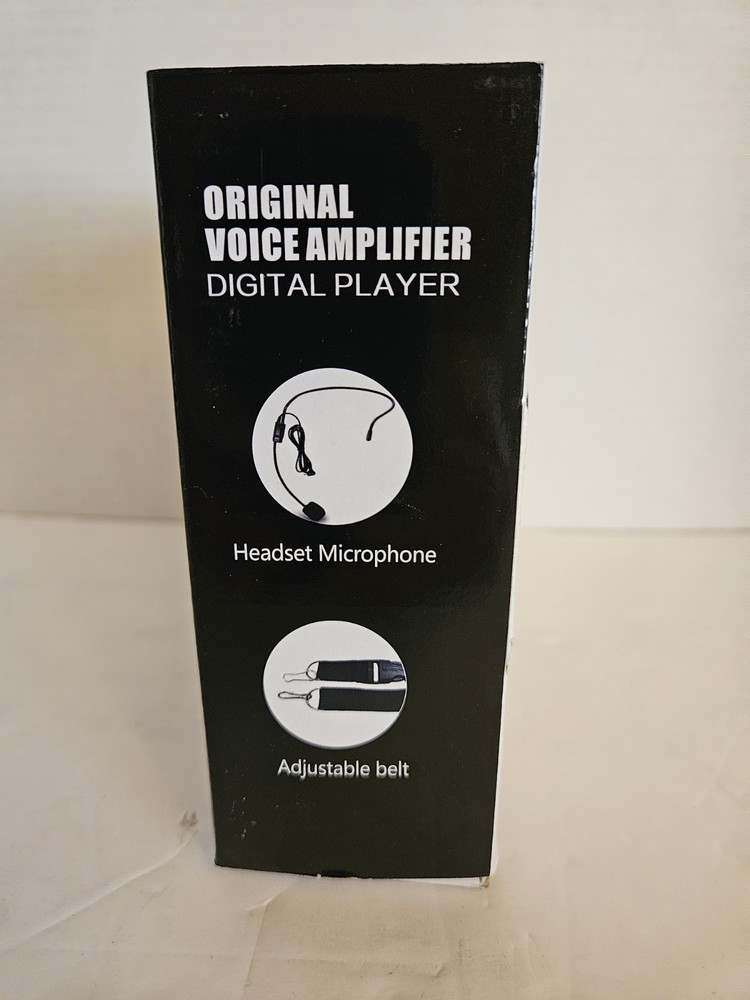 ORIGINAL
VOICE AMPLIFIER
DIGITAL PLAYER
Headset Microphone
Adjustable belt